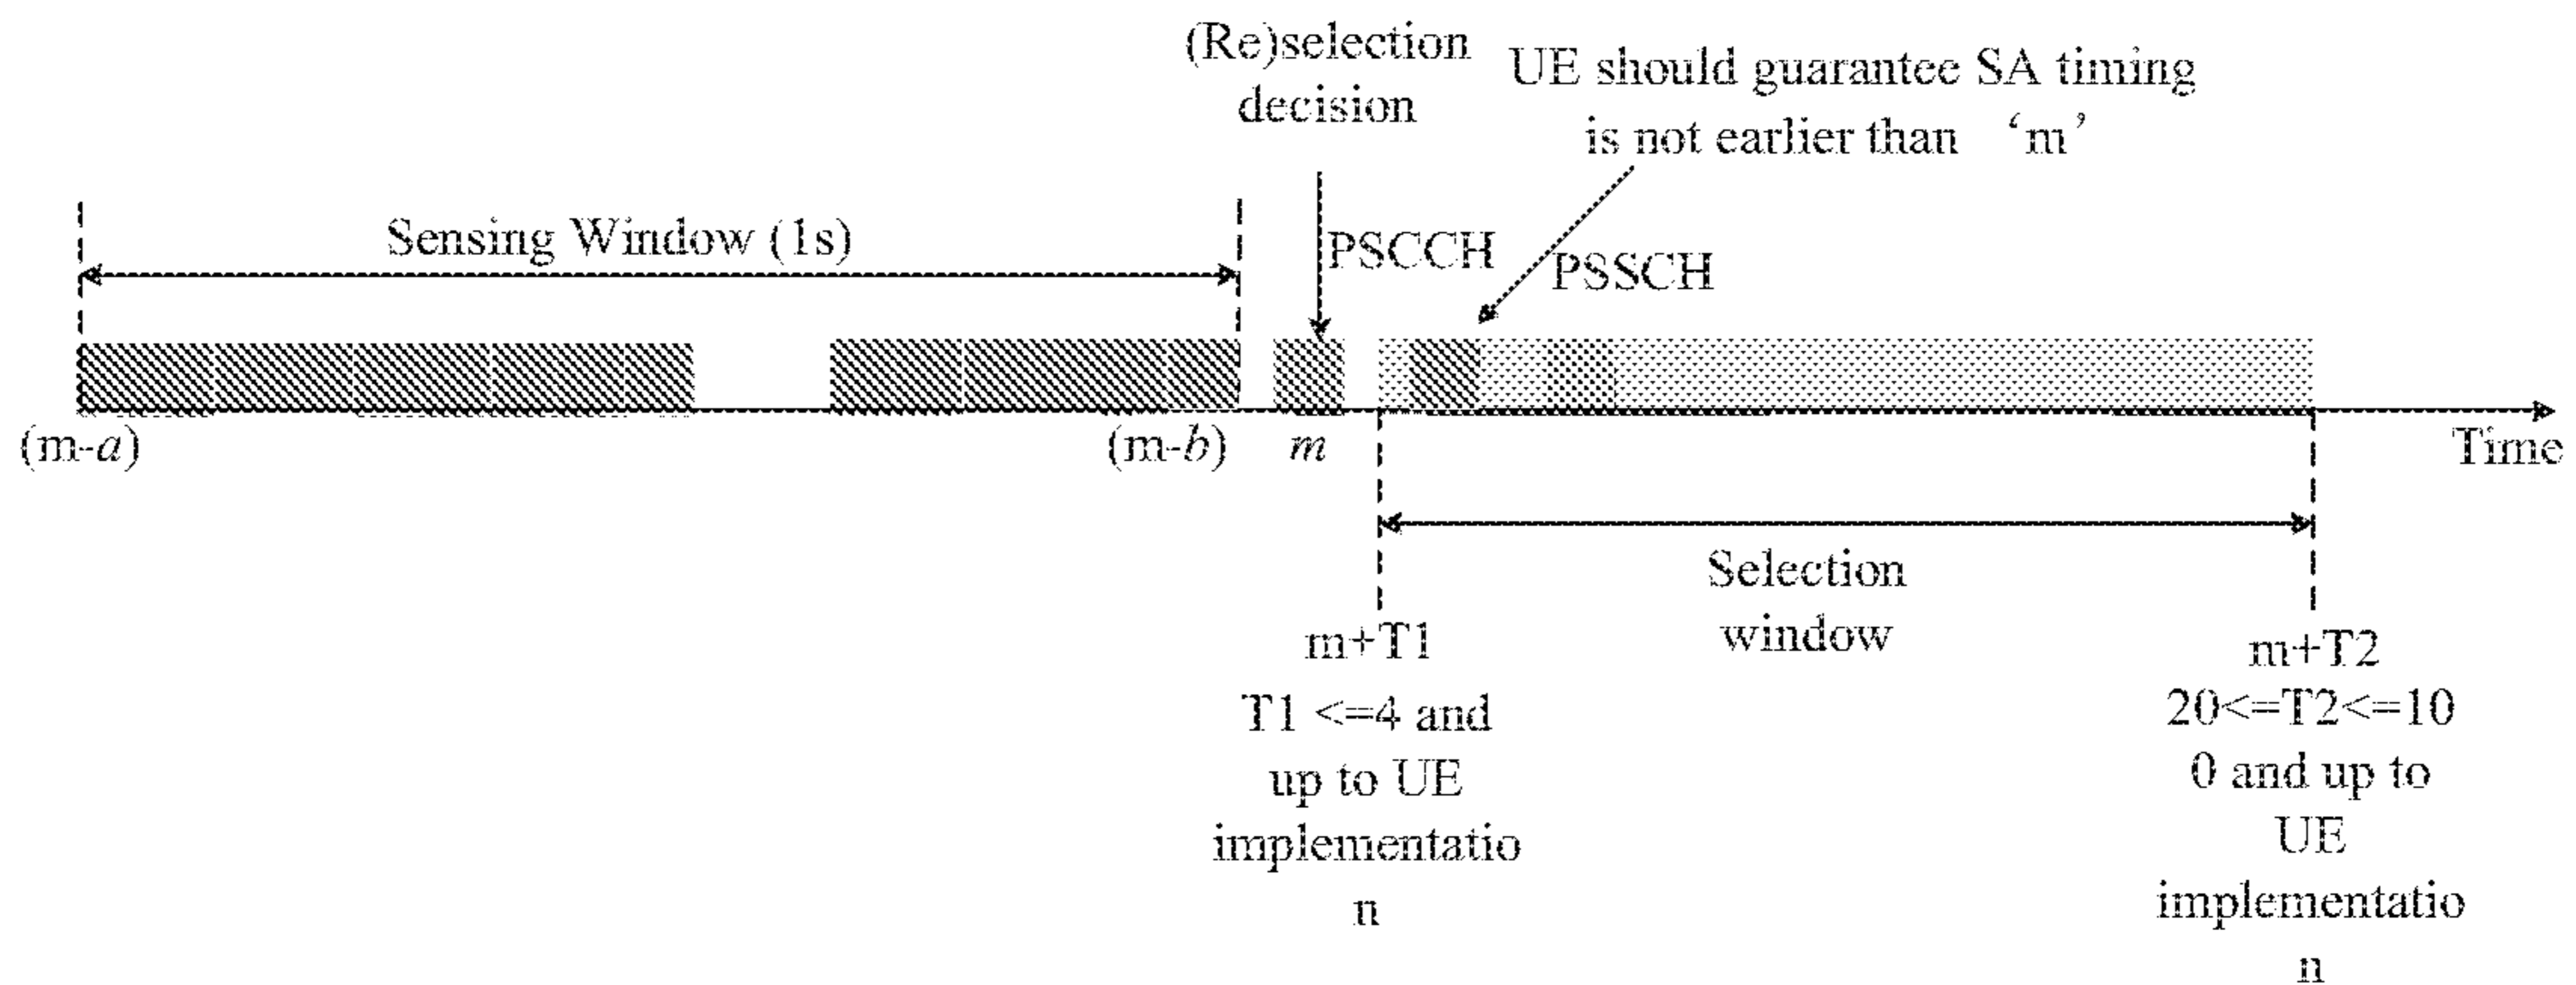 (Re)selection
decision
UE should guarantee SA timing
is not earlier than ‘m’
Sensing Window (1s)
PSCCH
PSSCH
(m-a)
(m-b)
m
Time
Selection
window
m+T1
T1 <=4 and
up to UE
implementatio
n
m+T2
20<=T2<=10
0 and up to
UE
implementatio
n